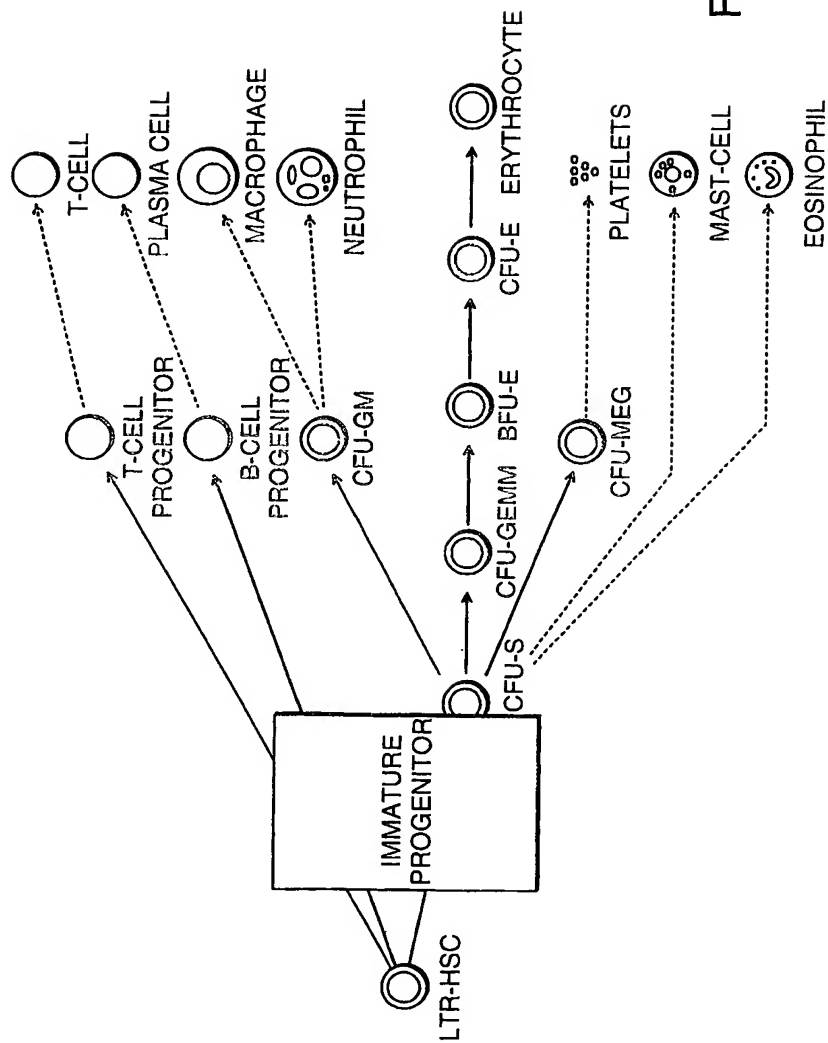 LTR-HSC
IMMATURE
PROGENITOR
CFU-S
T-CELL
PROGENITOR
B-CELL
PROGENITOR
CFU-GM
CFU-GEMM
BFU-E
CFU-E
ERYTHROCYTE
CFU-MEG
T-CELL
PLASMA CELL
MACROPHAGE
NEUTROPHIL
PLATELETS
MAST-CELL
EOSINOPHIL